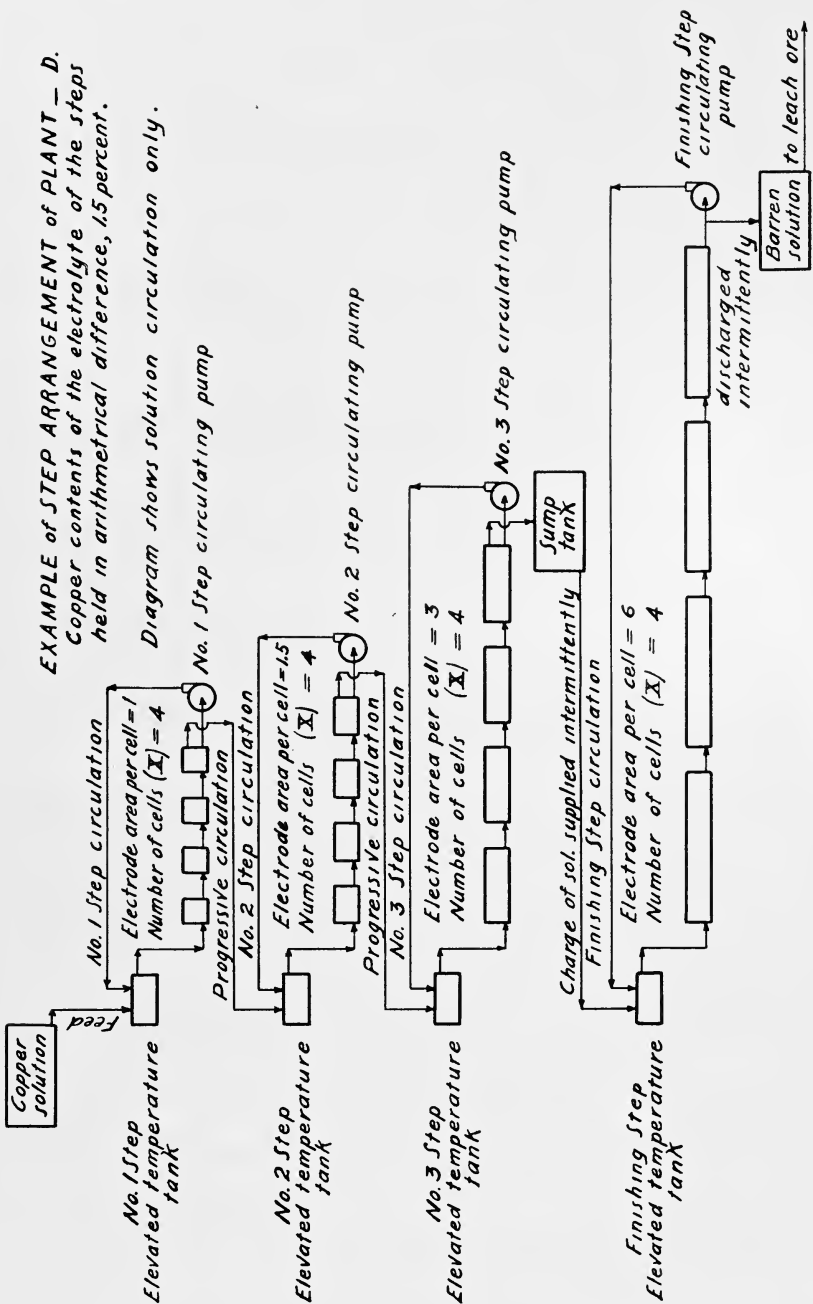 EXAMPLE of STEP ARRANGEMENT of PLANT _ D.
Copper contents of the electrolyte of the steps
held in arithmetrical difference, 1.5 percent.
Diagram shows solution circulation only.
Copper
solution
Feed
No. 1 Step circulation
Electrode area per cell = 1
Number of cells (X) = 4
No. 1 Step circulating pump
No. 1 Step
Elevated temperature
tank
Progressive circulation
No. 2 Step circulation
Electrode area per cell = 1.5
Number of cells (X) = 4
No. 2 Step circulating pump
No. 2 Step
Elevated temperature
tank
Progressive circulation
No. 3 Step circulation
Electrode area per cell = 3
Number of cells (X) = 4
No. 3 Step circulating pump
No. 3 Step
Elevated temperature
tank
Sump
tank
Charge of sol. supplied intermittently
Finishing Step circulation
Electrode area per cell = 6
Number of cells (X) = 4
Finishing Step
circulating
pump
Finishing Step
Elevated temperature
tank
discharged
intermittently
Barren
solution
to leach ore